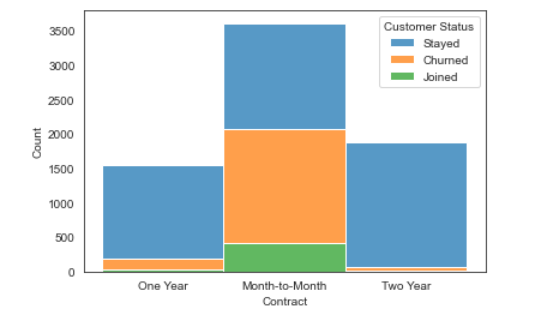 Customer Status
Stayed
Churned
Joined
3500
3000
2500
2000
1500
1000
500
0
Count
One Year Month-to-Month Two Year
Contract